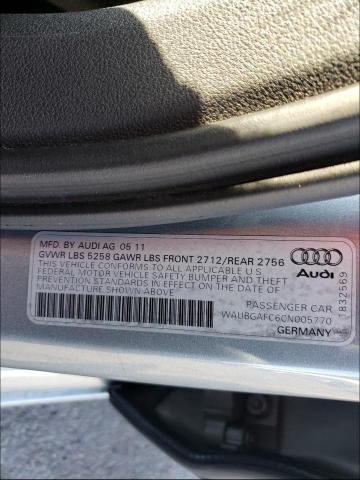 MFD. BY AUDI AG 05 11
GVWR LBS 5258 GAWR LBS FRONT 2712/REAR 2756
THIS VEHICLE CONFORMS TO ALL APPLICABLE U.S
FEDERAL MOTOR VEHICLE SAFETY BUMPER AND THEFT
PREVENTION STANDARDS IN EFFECT ON THE DATE OF
MANUFACTURE SHOWN ABOVE
Audi
PASSENGER CAR
WAUBGAFC6CN005770
GERMANY
1832569